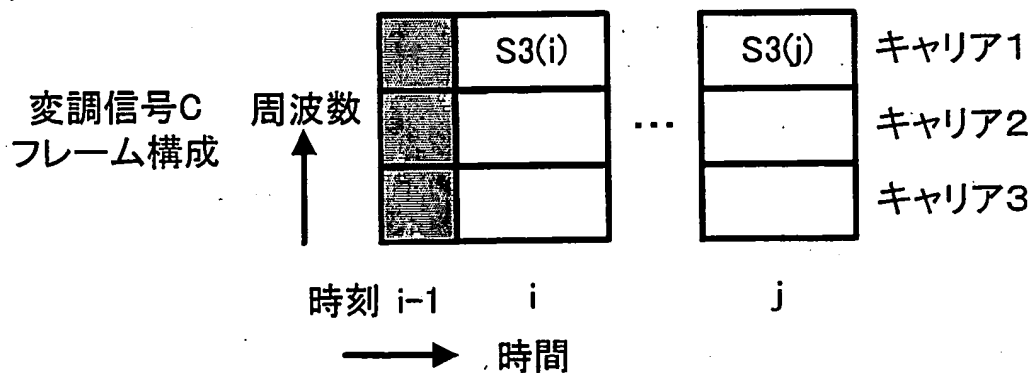 変調信号C
フレーム構成
周波数
S3(i)
…
S3(j)
キャリア1
キャリア2
キャリア3
時刻 i-1 i j
時間